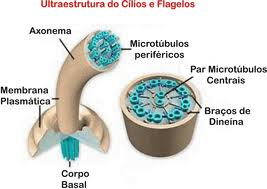 Ultraestrutura do Cílios e Flagelos
Axonema
Microtúbulos
periféricos
Membrana
Plasmática
Par Microtúbulos
Centrais
Braços de
Dineína
Corpo
Basal